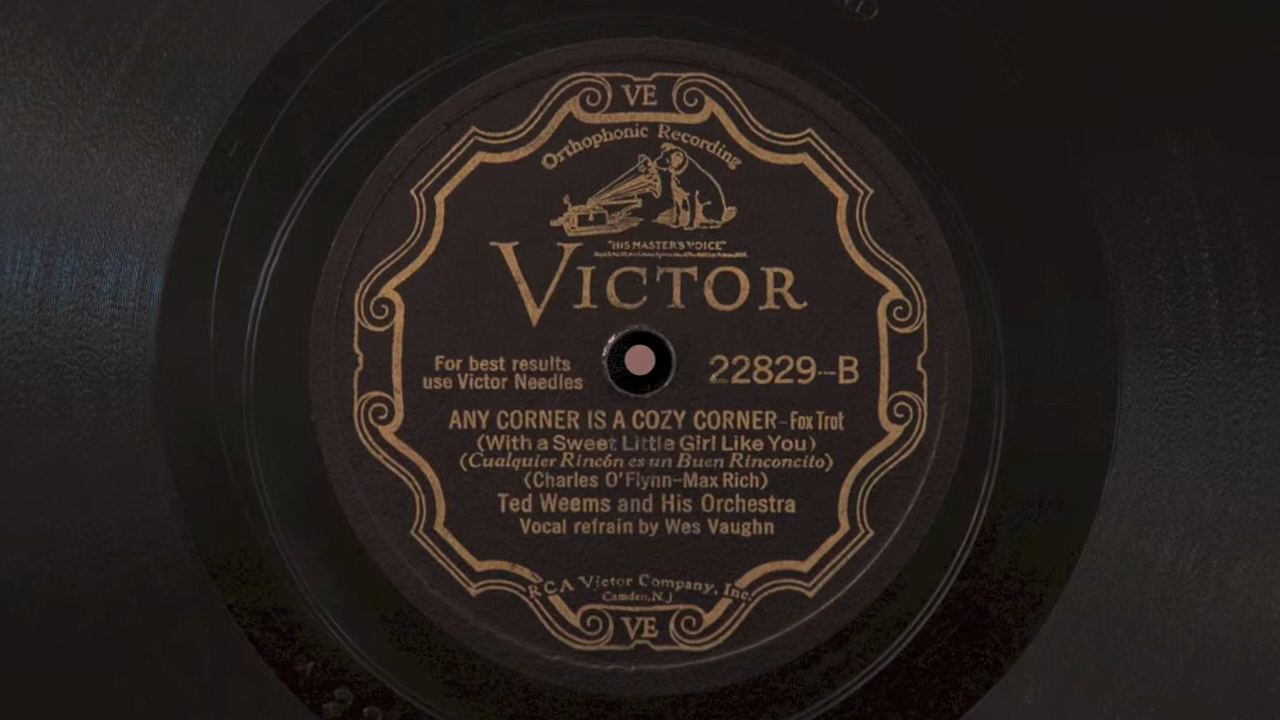 VE
Orthophonic Recording
"HIS MASTER'S VOICE"
VICTOR
For best results
use Victor Needles
22829-B
ANY CORNER IS A COZY CORNER-Fox Trot
(With a Sweet Little Girl Like You)
(Cualquier Rincón es un Buen Rinconcito)
(Charles O'Flynn-Max Rich)
Ted Weems and His Orchestra
Vocal refrain by Wes Vaughn
RCA Victor Company, Inc.
Camden, N.J.
VE